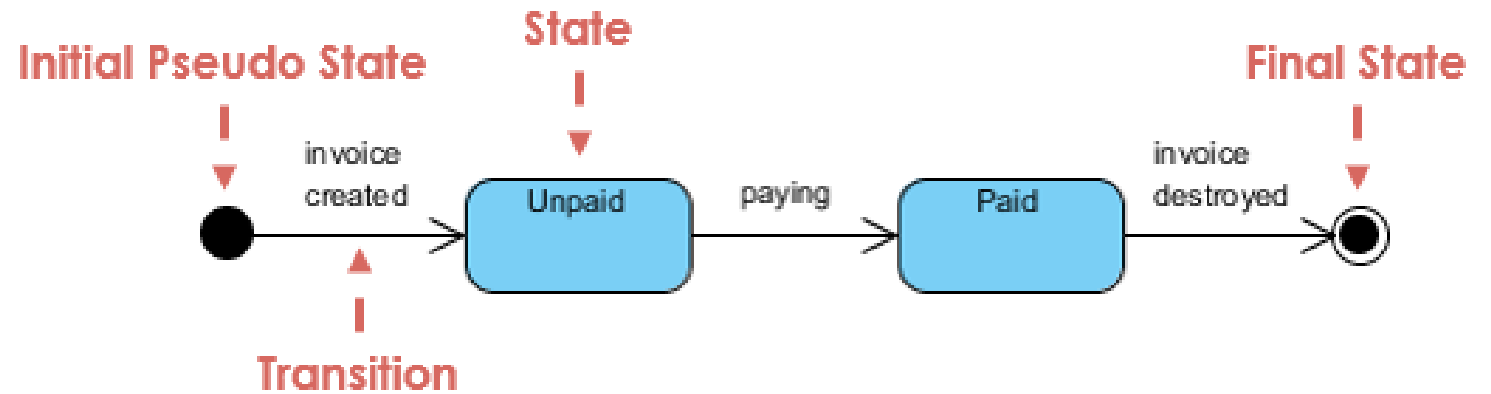 State
Initial Pseudo State
Final State
invoice
created
Unpaid
paying
Paid
invoice
destroyed
Transition